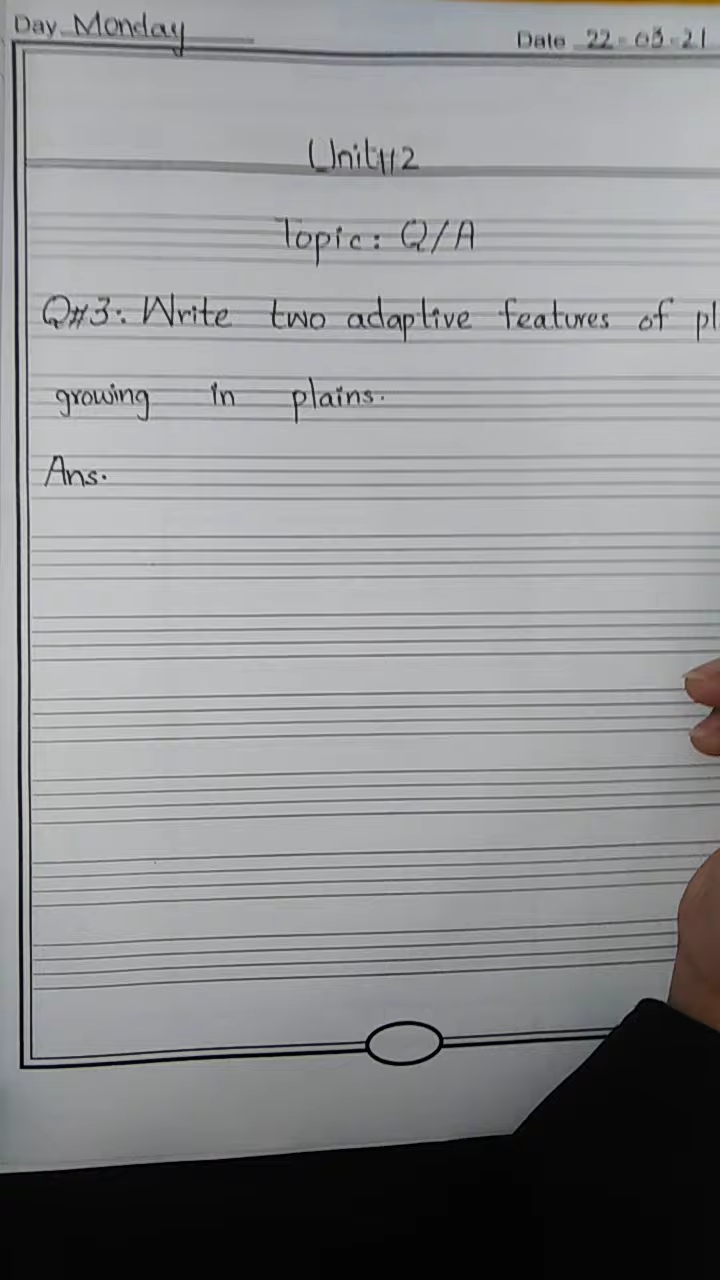 Day Monday
Date 22-03-21
Unit#2
Topic: Q/A
Q#3: Write two adaptive features of pl
growing in plains.
Ans.